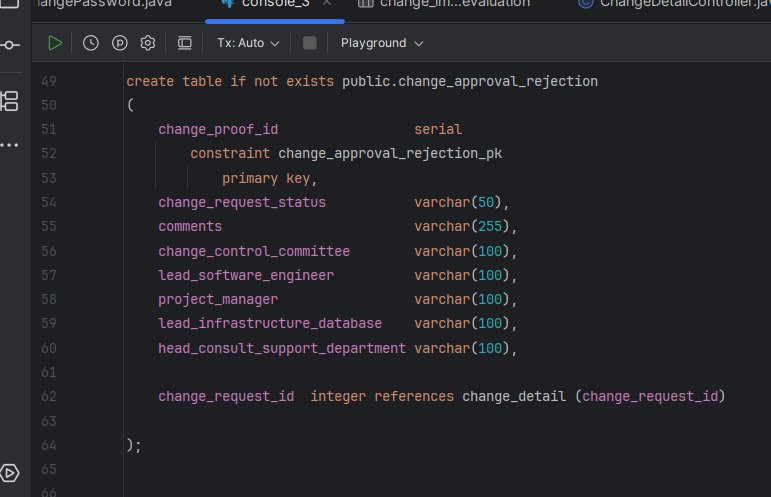 angePassword.java console_3 × change_im...evaluation ChangeDetailController.jav
Tx: Auto Playground
49 create table if not exists public.change_approval_rejection
50 (
51 change_proof_id serial
52 constraint change_approval_rejection_pk
53 primary key,
54 change_request_status varchar(50),
55 comments varchar(255),
56 change_control_committee varchar(100),
57 lead_software_engineer varchar(100),
58 project_manager varchar(100),
59 lead_infrastructure_database varchar(100),
60 head_consult_support_department varchar(100),
61
62 change_request_id integer references change_detail (change_request_id)
63
64 );
65
66